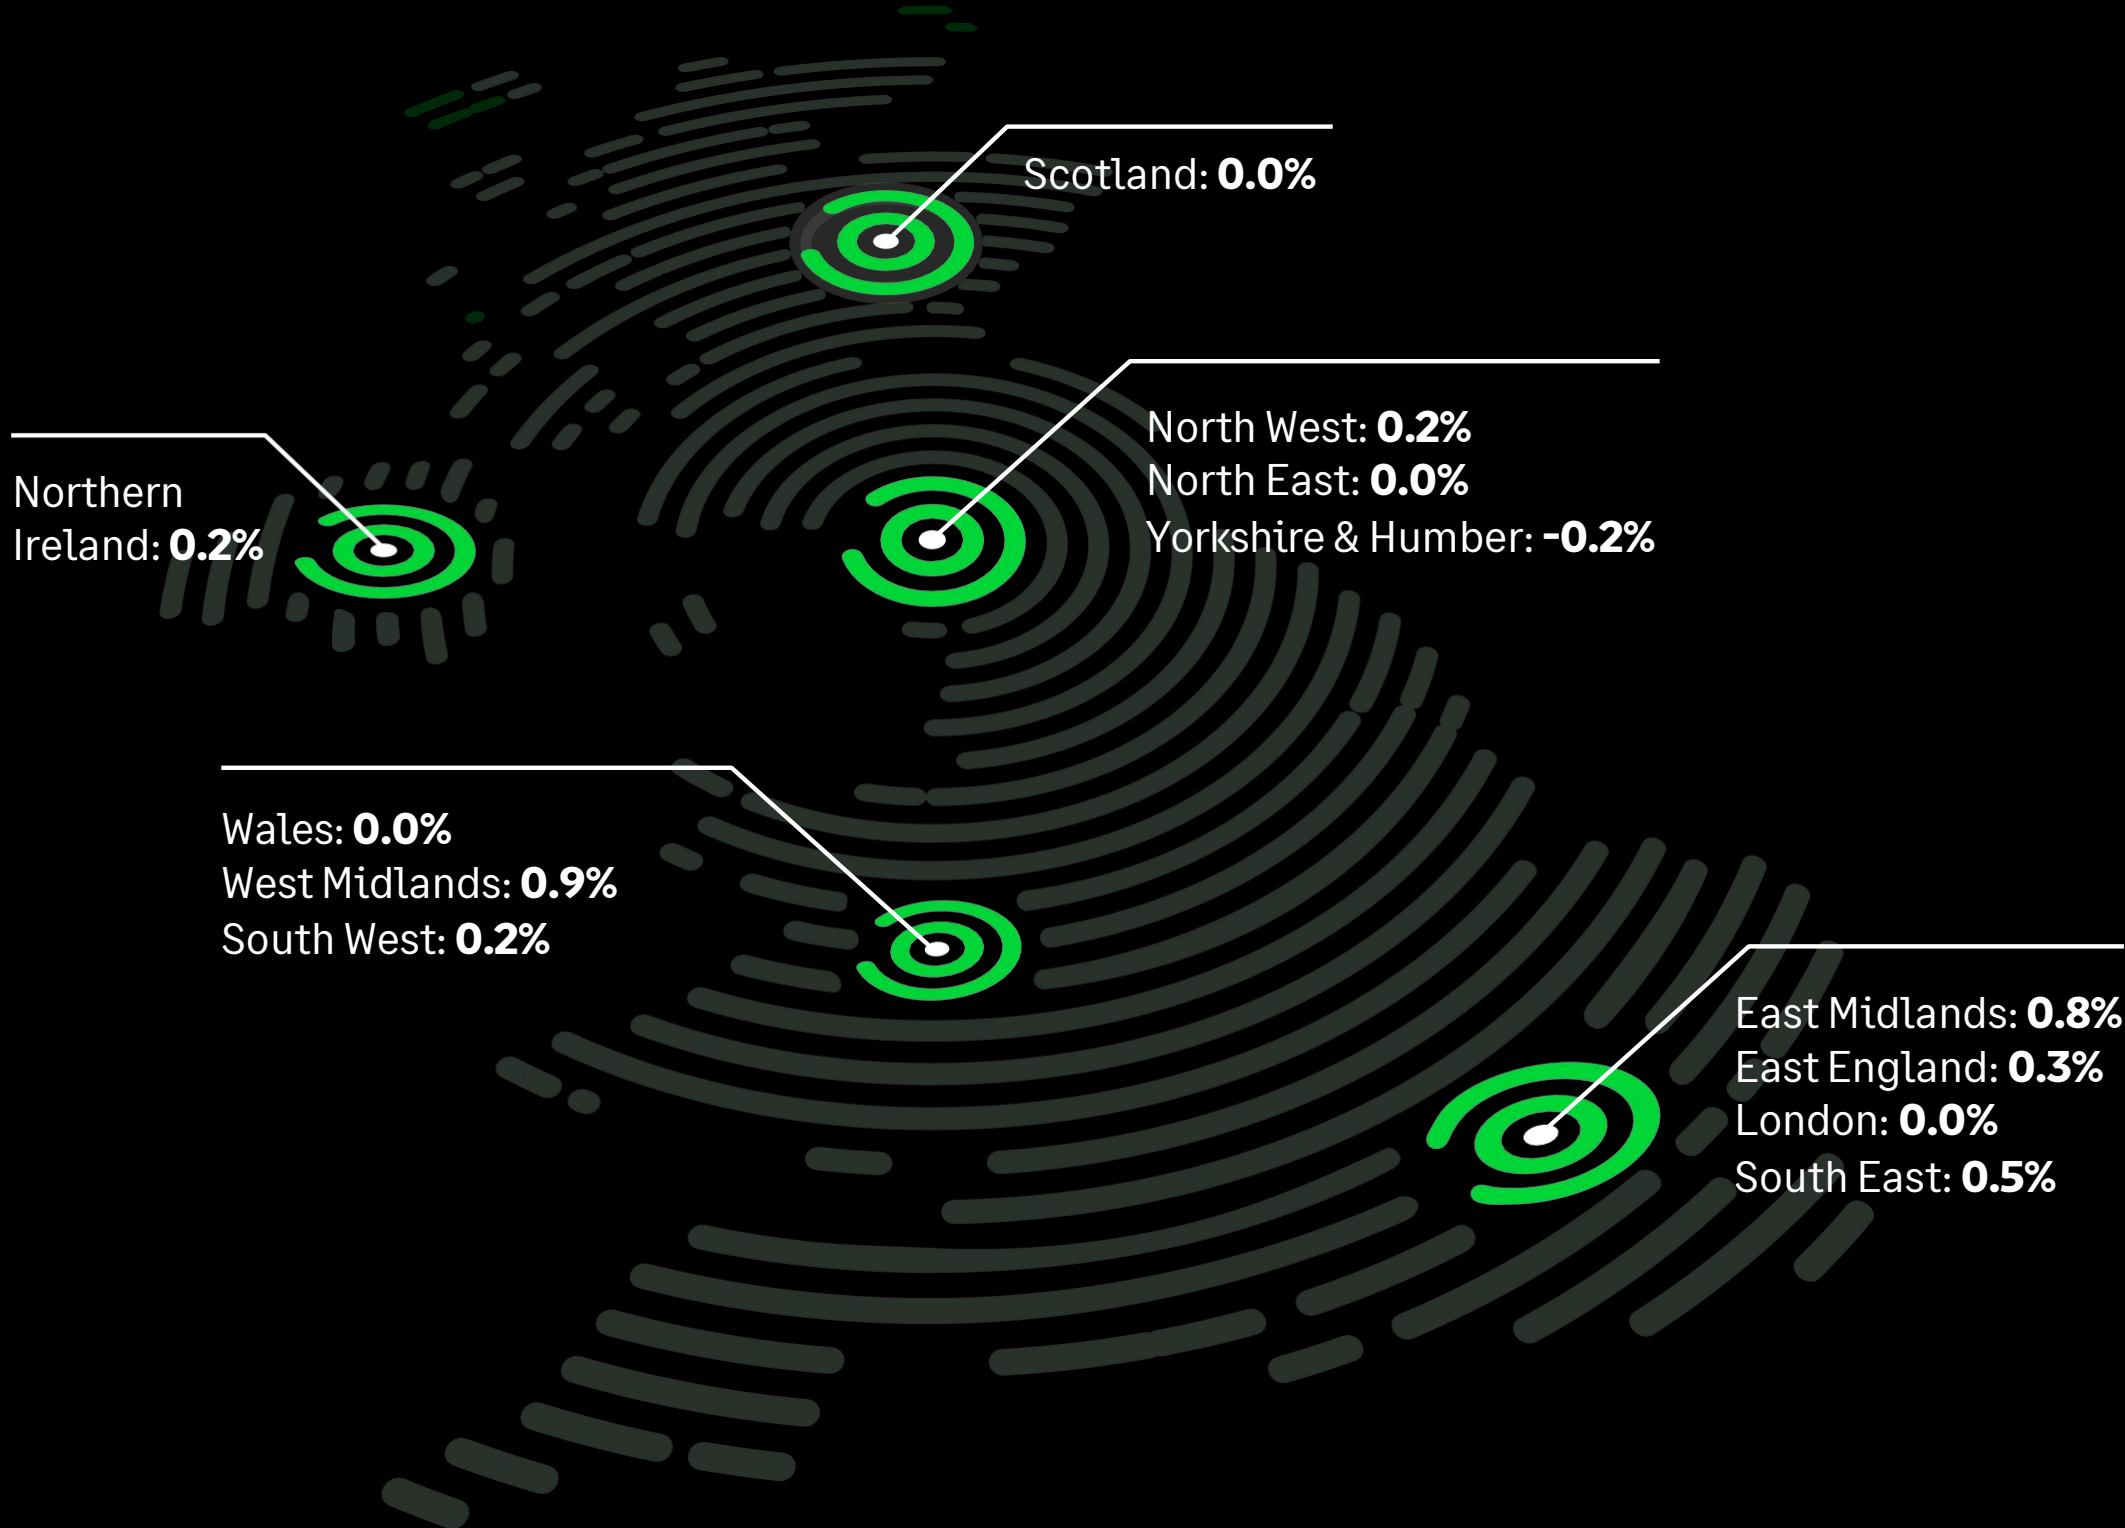 Scotland: 0.0%
North West: 0.2%
North East: 0.0%
Yorkshire & Humber: -0.2%
Northern
Ireland: 0.2%
Wales: 0.0%
West Midlands: 0.9%
South West: 0.2%
East Midlands: 0.8%
East England: 0.3%
London: 0.0%
South East: 0.5%